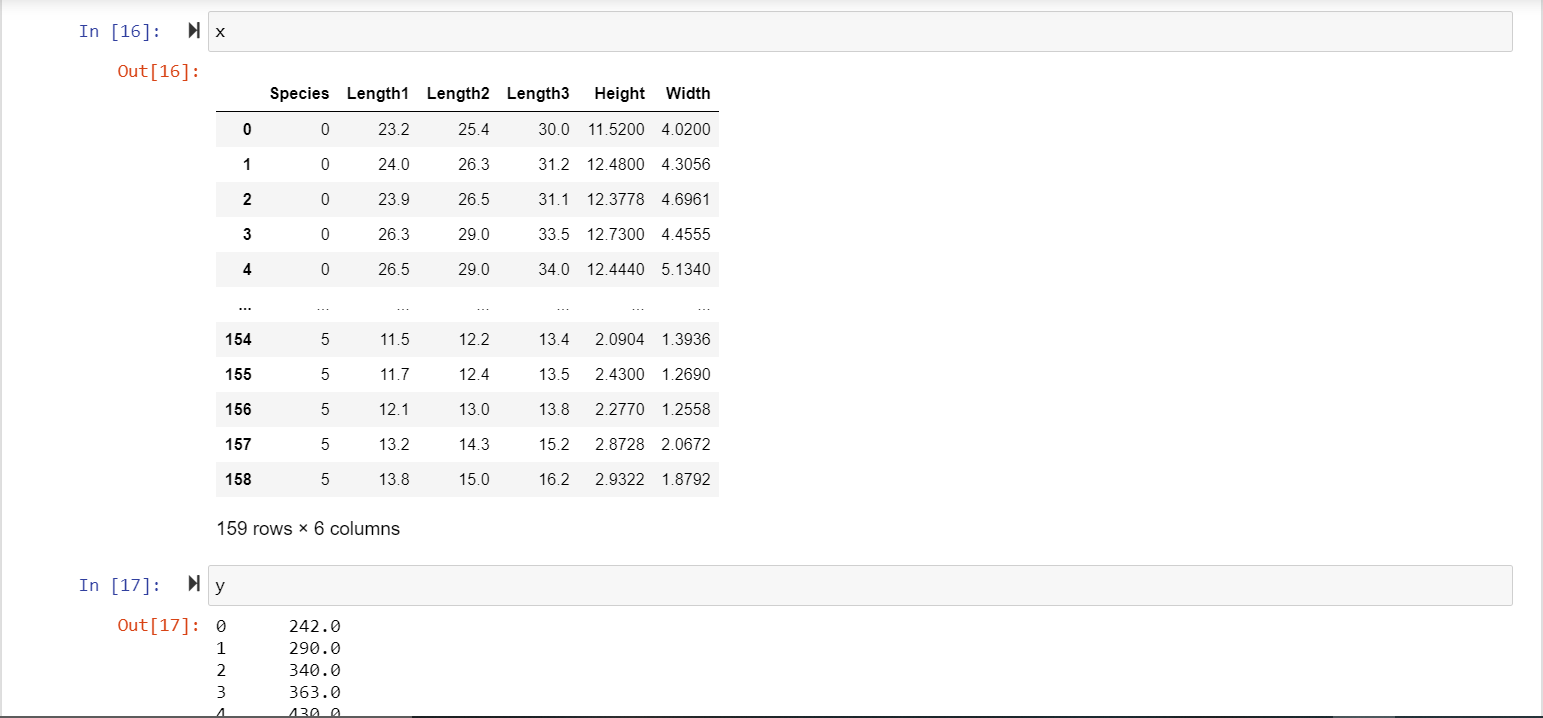 In [16]: x
Out[16]:
Species Length1 Length2 Length3 Height Width
0 0 23.2 25.4 30.0 11.5200 4.0200
1 0 24.0 26.3 31.2 12.4800 4.3056
2 0 23.9 26.5 31.1 12.3778 4.6961
3 0 26.3 29.0 33.5 12.7300 4.4555
4 0 26.5 29.0 34.0 12.4440 5.1340
... ... ... ... ... ... ...
154 5 11.5 12.2 13.4 2.0904 1.3936
155 5 11.7 12.4 13.5 2.4300 1.2690
156 5 12.1 13.0 13.8 2.2770 1.2558
157 5 13.2 14.3 15.2 2.8728 2.0672
158 5 13.8 15.0 16.2 2.9322 1.8792
159 rows × 6 columns
In [17]: y
Out[17]: 0 242.0
1 290.0
2 340.0
3 363.0
4 430.0